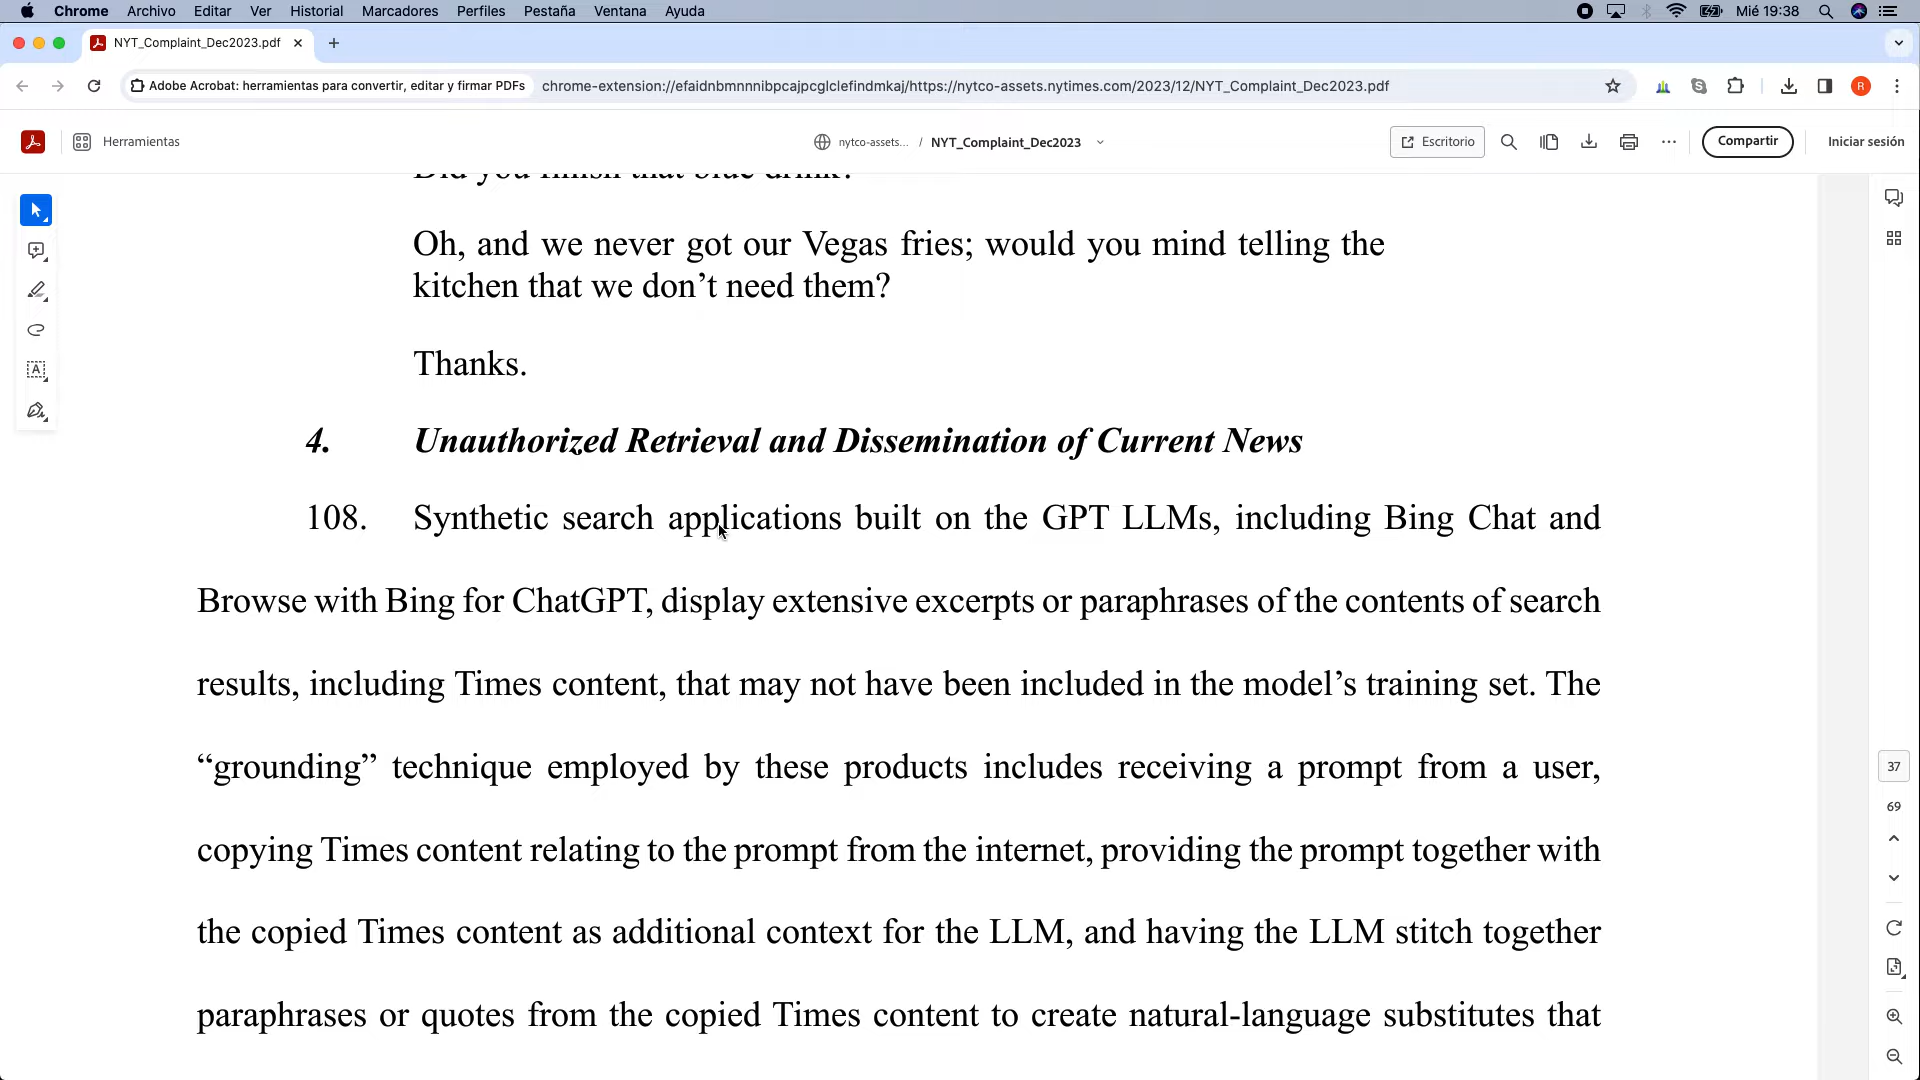 Chrome Archivo Editar Ver Historial Marcadores Perfiles Pestaña Ventana Ayuda Mié 19:38
NYT_Complaint_Dec2023.pdf
Adobe Acrobat: herramientas para convertir, editar y firmar PDFs chrome-extension://efaidnbmnnnibpcajpcglclefindmkaj/https://nytco-assets.nytimes.com/2023/12/NYT_Complaint_Dec2023.pdf R
Herramientas nytco-assets... / NYT_Complaint_Dec2023 Escritorio Compartir Iniciar sesión
Did you finish that blue drink?
Oh, and we never got our Vegas fries; would you mind telling the
kitchen that we don’t need them?
Thanks.
4. Unauthorized Retrieval and Dissemination of Current News
108. Synthetic search applications built on the GPT LLMs, including Bing Chat and
Browse with Bing for ChatGPT, display extensive excerpts or paraphrases of the contents of search
results, including Times content, that may not have been included in the model’s training set. The
“grounding” technique employed by these products includes receiving a prompt from a user,
copying Times content relating to the prompt from the internet, providing the prompt together with
the copied Times content as additional context for the LLM, and having the LLM stitch together
paraphrases or quotes from the copied Times content to create natural-language substitutes that
37
69